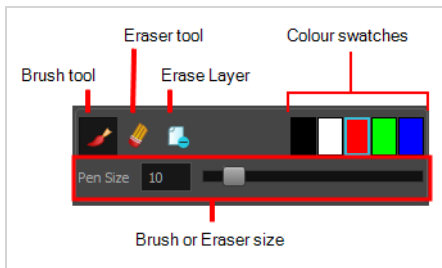 Eraser tool
Colour swatches
Brush tool
Erase Layer
Pen Size 10
Brush or Eraser size